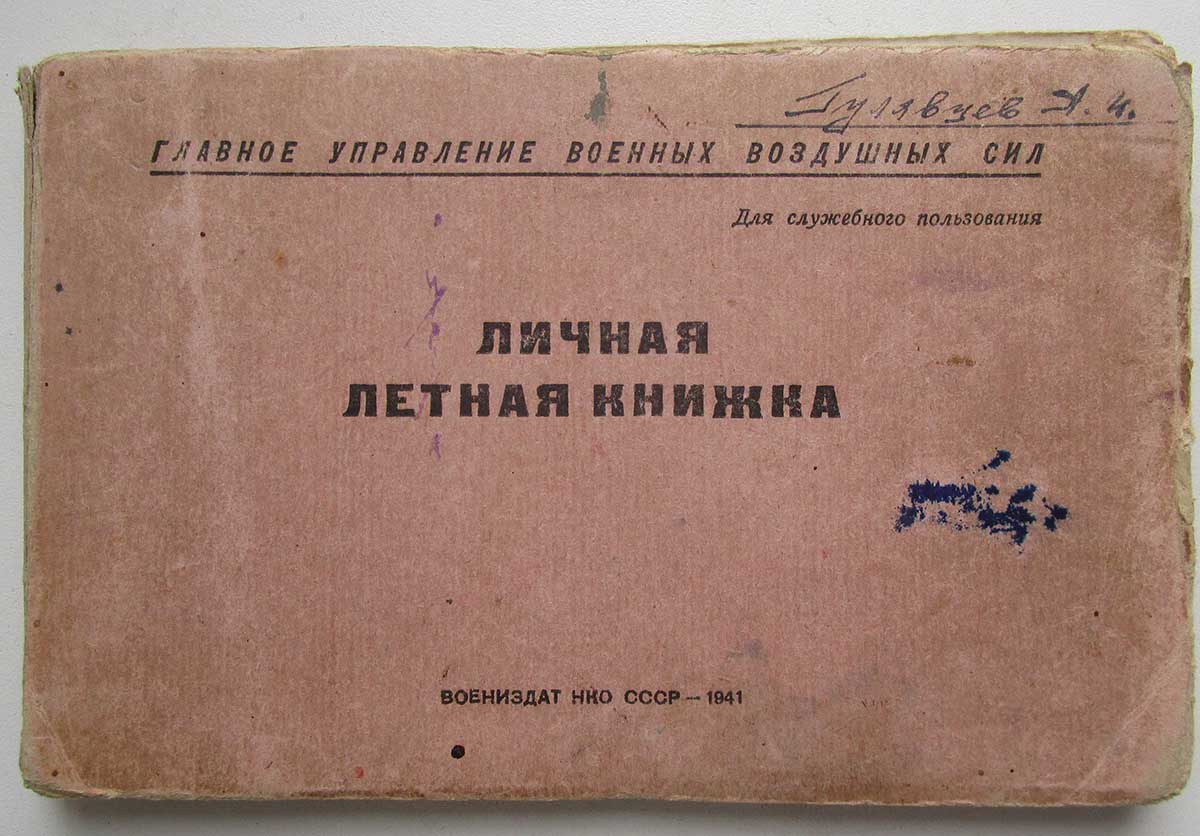 Гулявцев А. И.
ГЛАВНОЕ УПРАВЛЕНИЕ ВОЕННЫХ ВОЗДУШНЫХ СИЛ
Для служебного пользования
ЛИЧНАЯ
ЛЕТНАЯ КНИЖКА
ВОЕНИЗДАТ НКО СССР — 1941